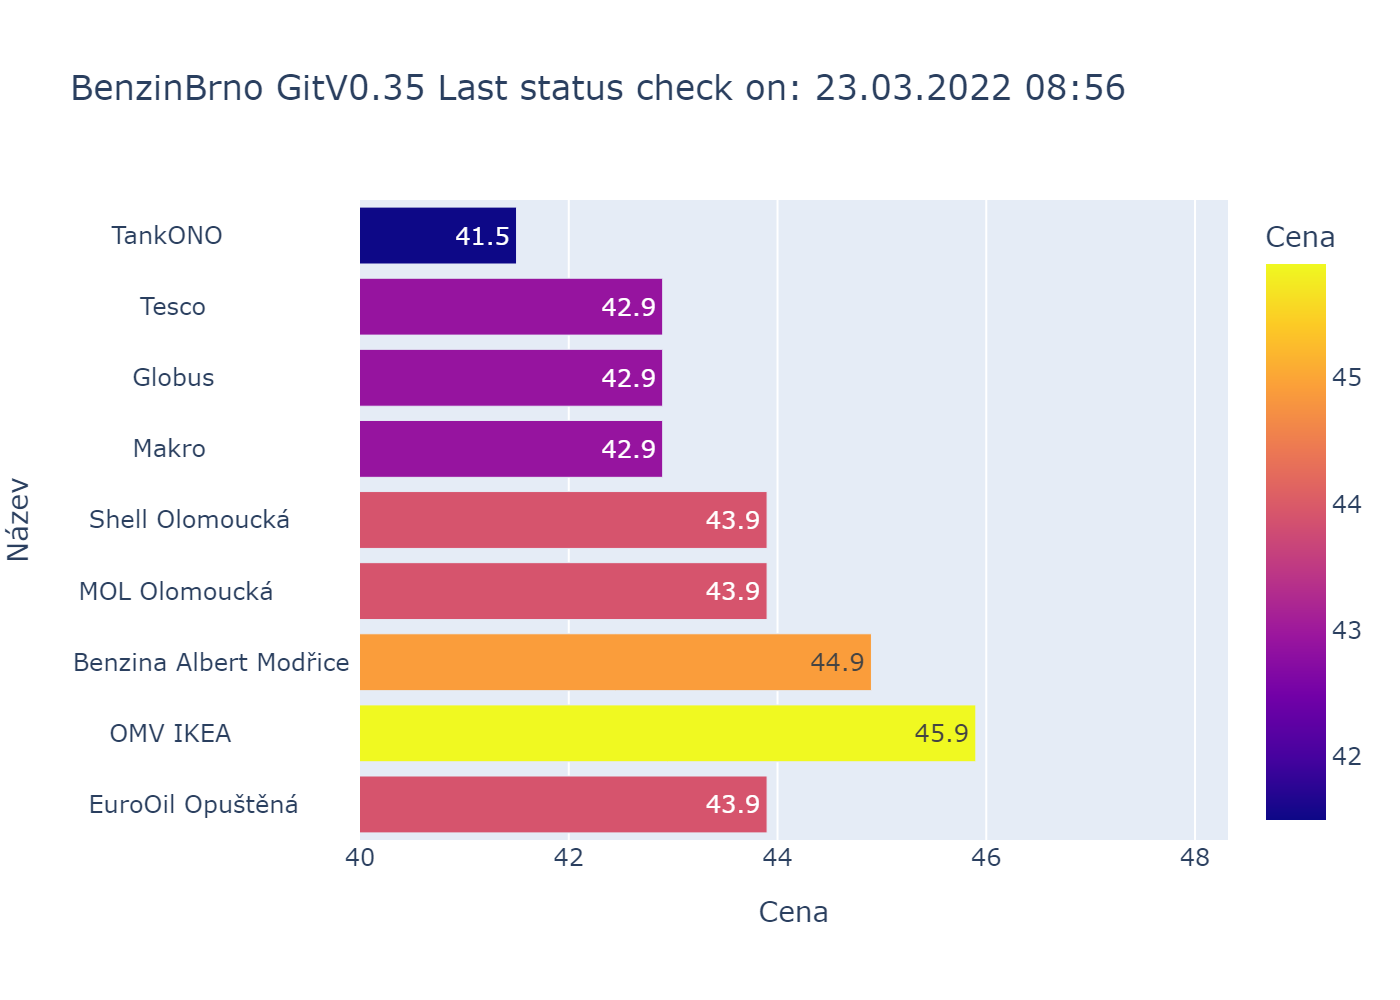 BenzinBrno GitV0.35 Last status check on: 23.03.2022 08:56
Název
TankONO
41.5
Tesco
42.9
Globus
42.9
Makro
42.9
Shell Olomoucká
43.9
MOL Olomoucká
43.9
Benzina Albert Modřice
44.9
OMV IKEA
45.9
EuroOil Opuštěná
43.9
40 42 44 46 48
Cena
Cena
45
44
43
42